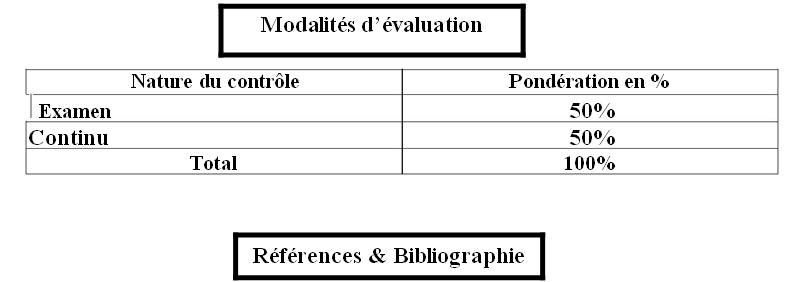 Modalités d'évaluation
Nature du contrôle Pondération en %
Examen 50%
Continu 50%
Total 100%
Références & Bibliographie